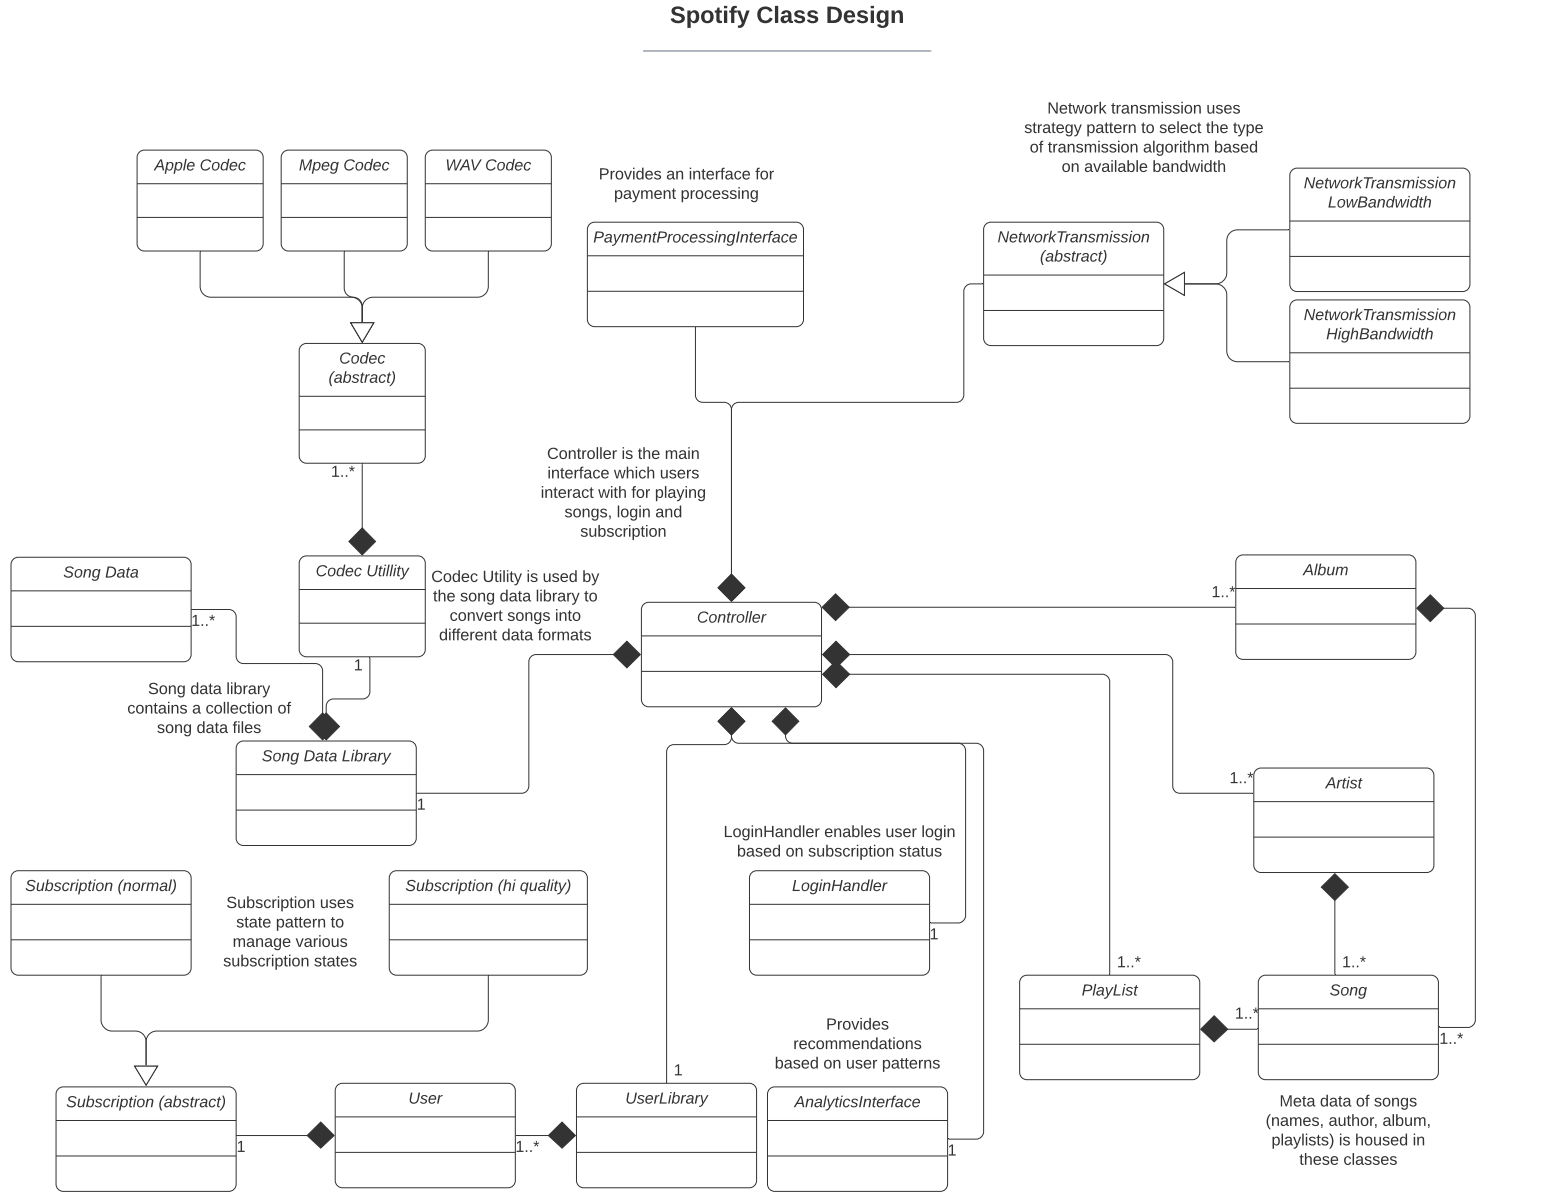 Spotify Class Design
Network transmission uses
strategy pattern to select the type
of transmission algorithm based
on available bandwidth
Apple Codec
Mpeg Codec
WAV Codec
Provides an interface for
payment processing
NetworkTransmission
LowBandwidth
PaymentProcessingInterface
NetworkTransmission
(abstract)
NetworkTransmission
HighBandwidth
Codec
(abstract)
1..*
Controller is the main
interface which users
interact with for playing
songs, login and
subscription
Song Data
1..*
Codec Utillity
1
Codec Utility is used by
the song data library to
convert songs into
different data formats
Controller
Album
1..*
Song data library
contains a collection of
song data files
Song Data Library
1
Artist
1..*
LoginHandler enables user login
based on subscription status
Subscription (normal)
Subscription uses
state pattern to
manage various
subscription states
Subscription (hi quality)
LoginHandler
1
1..*
1..*
PlayList
1..*
Song
1..*
Provides
recommendations
based on user patterns
1
Subscription (abstract)
1
User
1..*
UserLibrary
AnalyticsInterface
1
Meta data of songs
(names, author, album,
playlists) is housed in
these classes